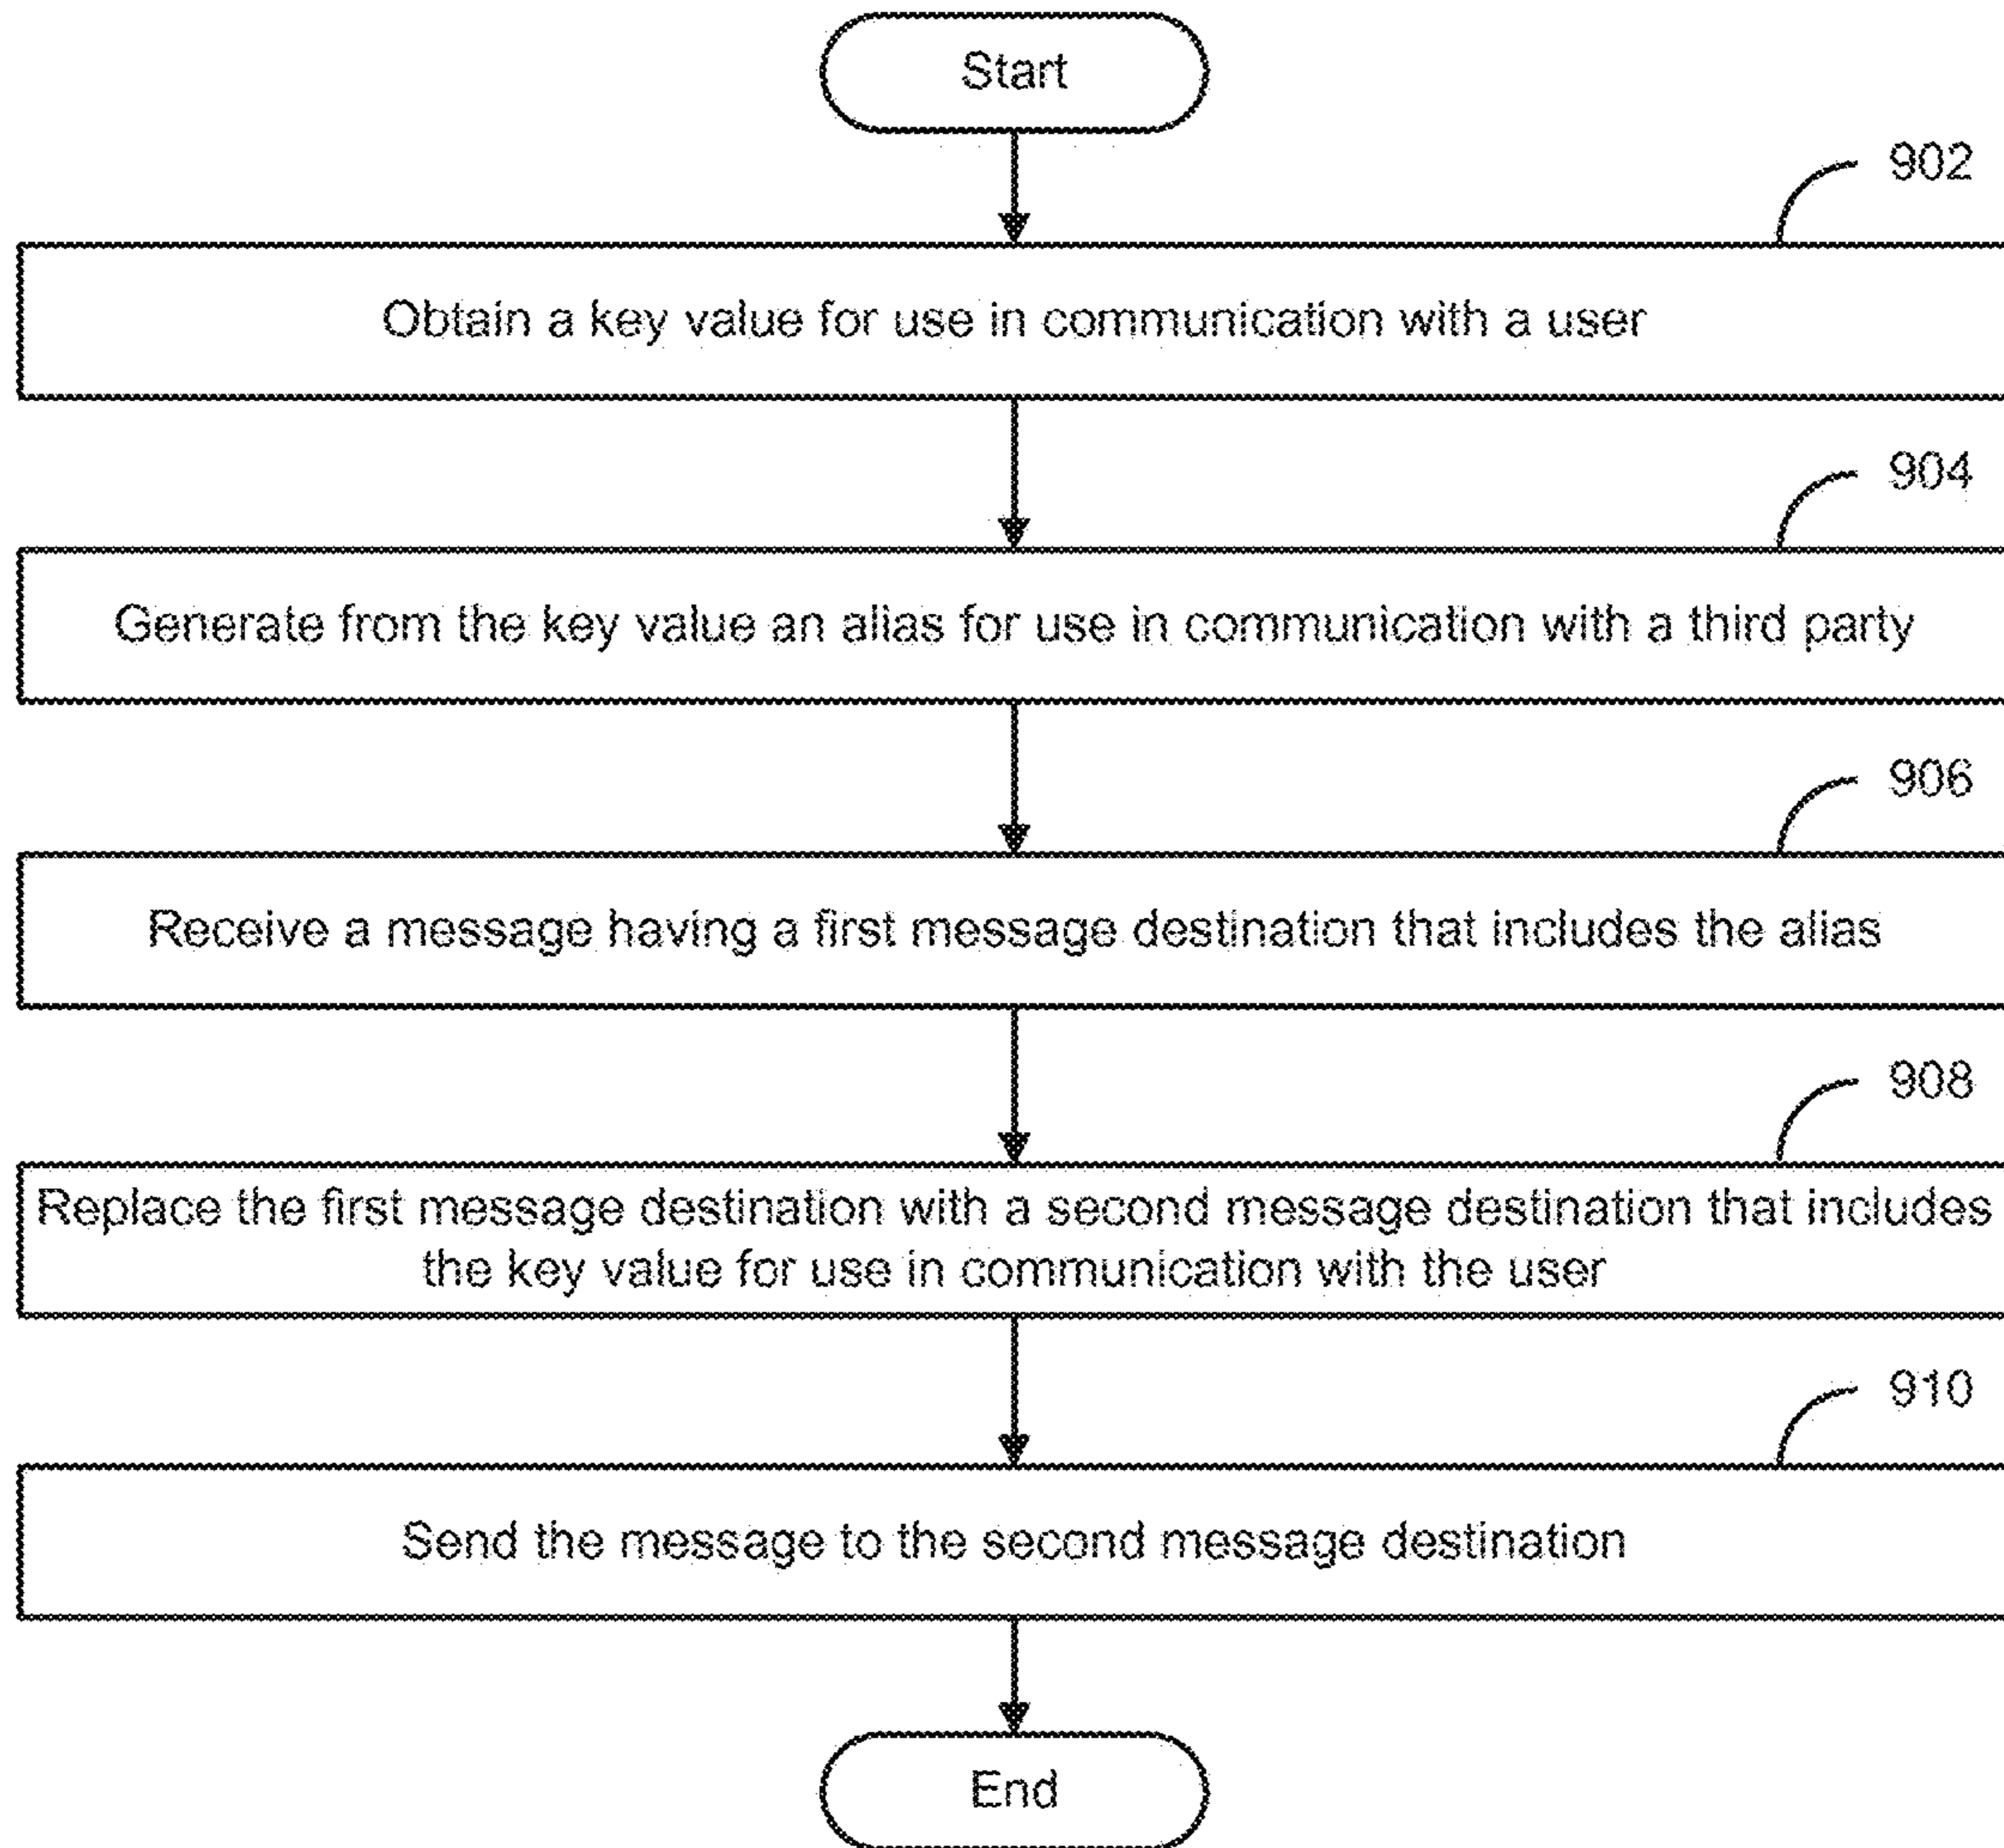 Start
902
Obtain a key value for use in communication with a user
904
Generate from the key value an alias for use in communication with a third party
906
Receive a message having a first message destination that includes the alias
908
Replace the first message destination with a second message destination that includes
the key value for use in communication with the user
910
Send the message to the second message destination
End